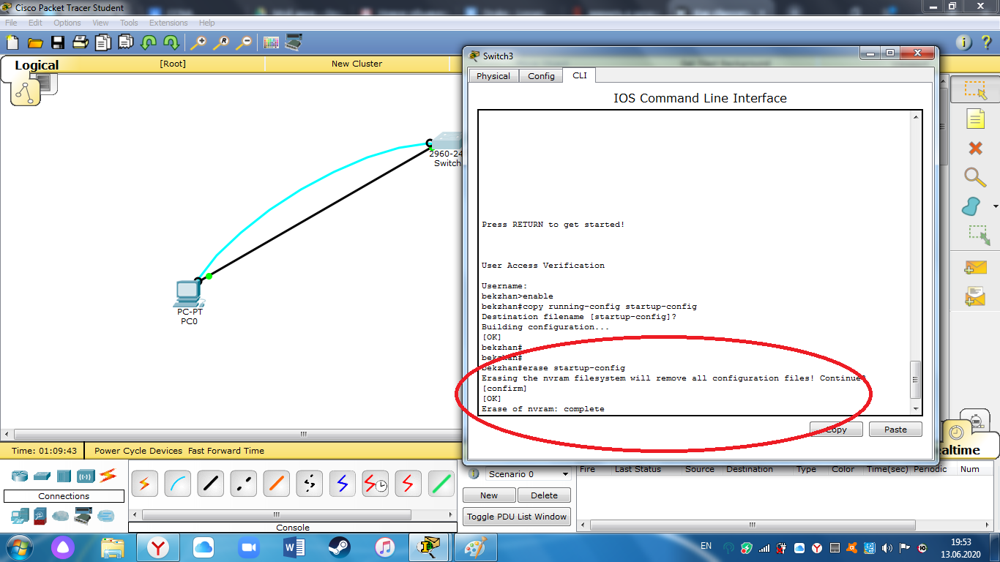 Cisco Packet Tracer Student
File Edit Options View Tools Extensions Help
Logical
[Root]
New Cluster
2960-24
Switch
PC-PT
PC0
Switch3
Physical Config CLI
IOS Command Line Interface
Press RETURN to get started!
User Access Verification
Username:
bekzhan>enable
bekzhan#copy running-config startup-config
Destination filename [startup-config]?
Building configuration...
[OK]
bekzhan#
bekzhan#
bekzhan#erase startup-config
Erasing the nvram filesystem will remove all configuration files! Continue?
[confirm]
[OK]
Erase of nvram: complete
Copy Paste
Time: 01:09:43 Power Cycle Devices Fast Forward Time
altime
Connections
Console
Scenario 0
New Delete
Toggle PDU List Window
Fire Last Status Source Destination Type Color Time(sec) Periodic Num
EN
19:53
13.06.2020